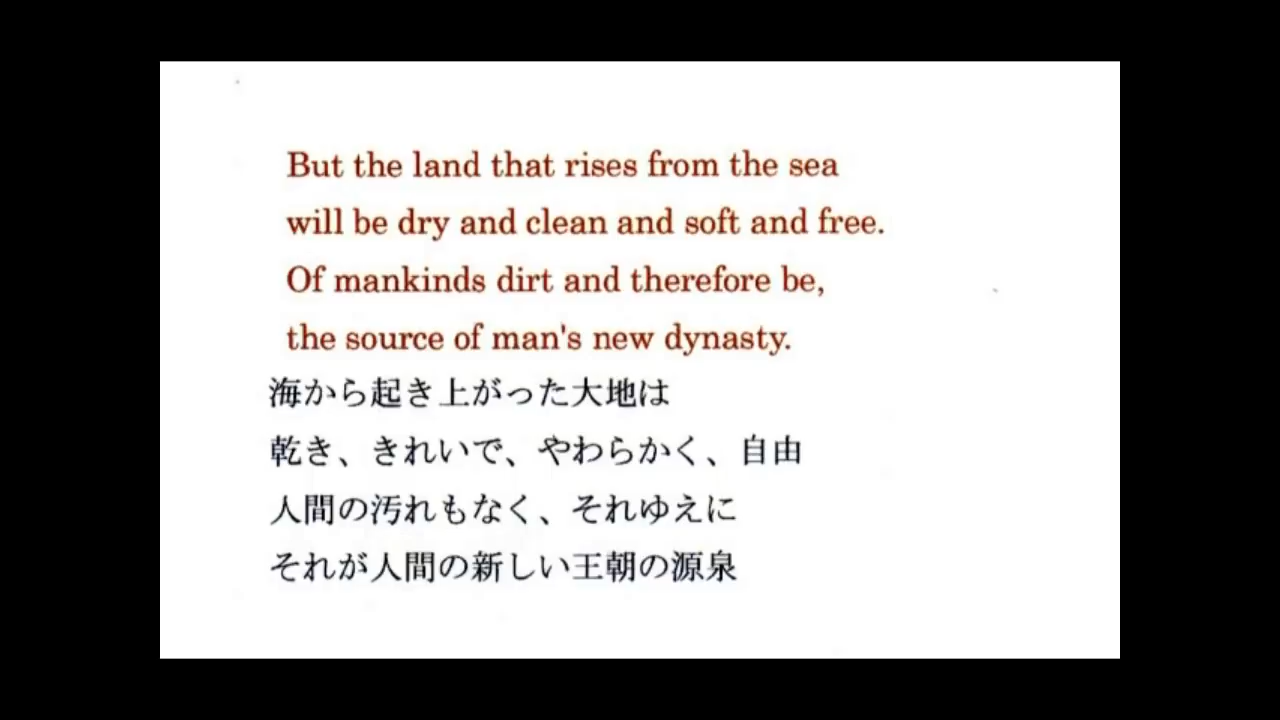 But the land that rises from the sea
will be dry and clean and soft and free.
Of mankinds dirt and therefore be,
the source of man's new dynasty.
海から起き上がった大地は
乾き、きれいで、やわらかく、自由
人間の汚れもなく、それゆえに
それが人間の新しい王朝の源泉